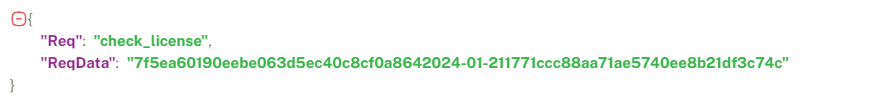 {
"Req": "check_license",
"ReqData": "7f5ea60190eebe063d5ec40c8cf0a8642024-01-211771ccc88aa71ae5740ee8b21df3c74c"
}